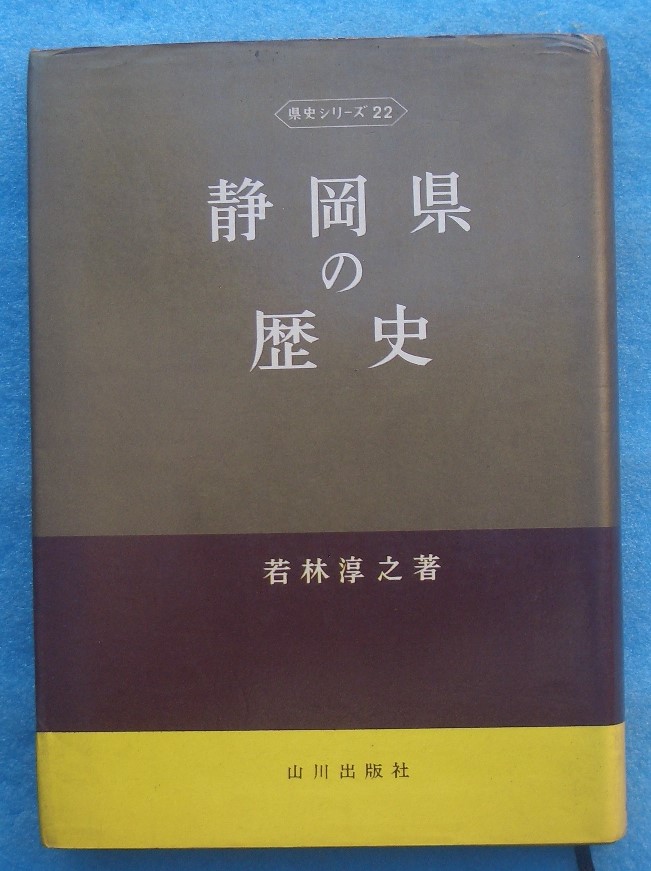 県史シリーズ22
静岡県
の
歴史
若林淳之著
山川出版社